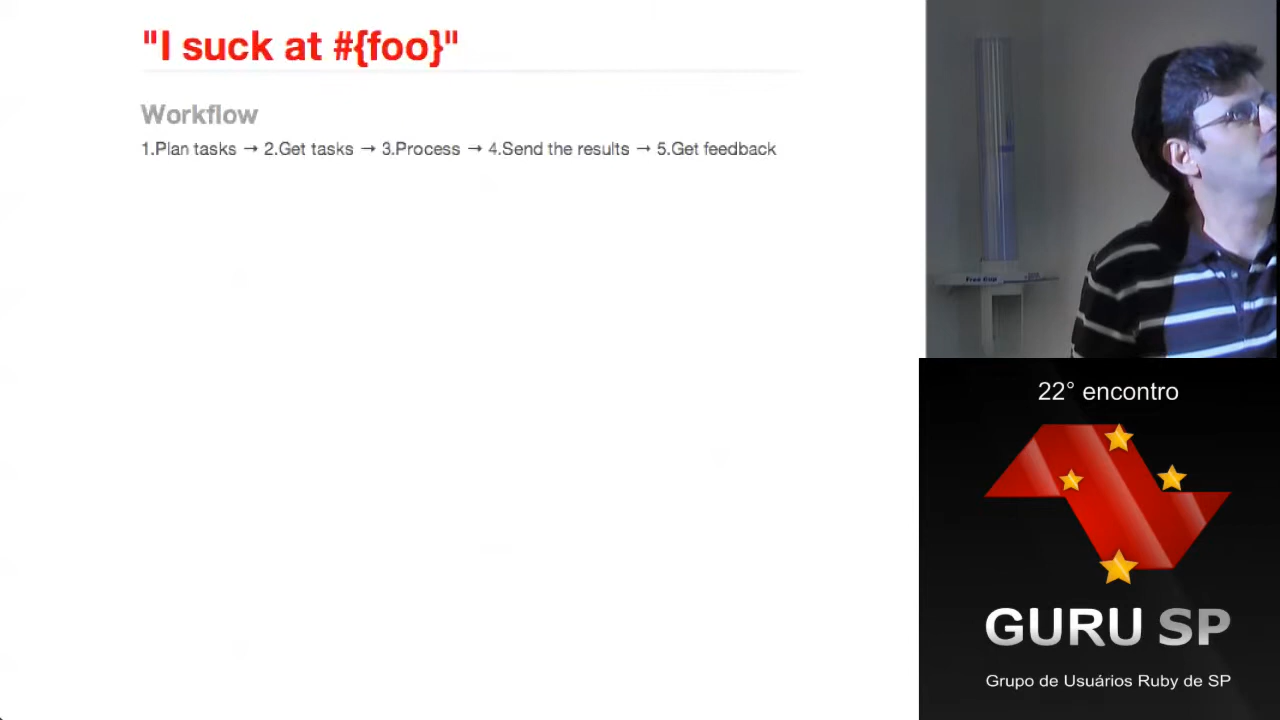 "I suck at #{foo}"
Workflow
1.Plan tasks → 2.Get tasks → 3.Process → 4.Send the results → 5.Get feedback
22° encontro
GURU SP
Grupo de Usuários Ruby de SP